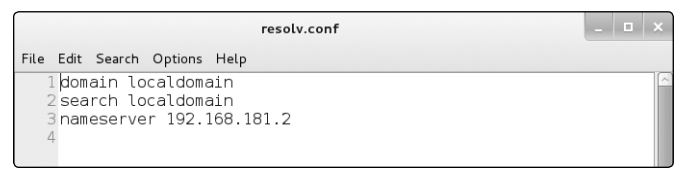 resolv.conf
File Edit Search Options Help
1 domain localdomain
2 search localdomain
3 nameserver 192.168.181.2
4